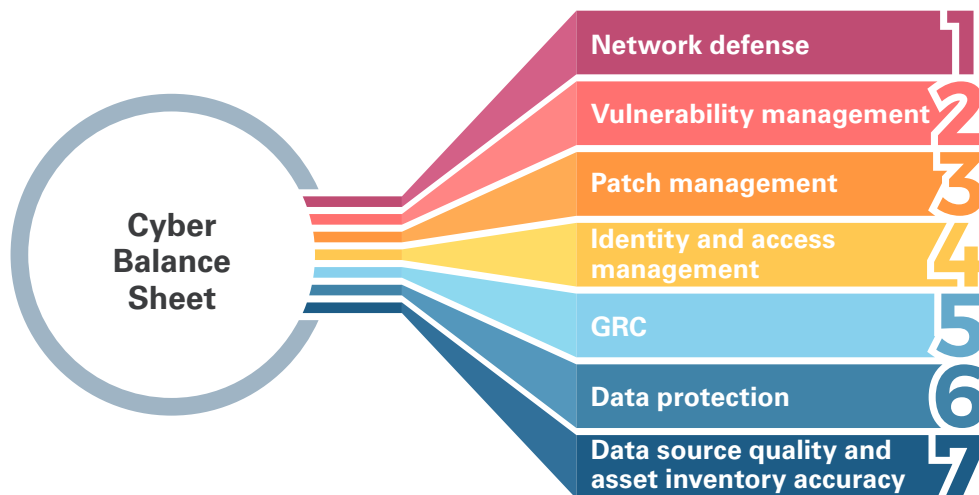 Cyber
Balance
Sheet
Network defense 1
Vulnerability management 2
Patch management 3
Identity and access
management 4
GRC 5
Data protection 6
Data source quality and
asset inventory accuracy 7